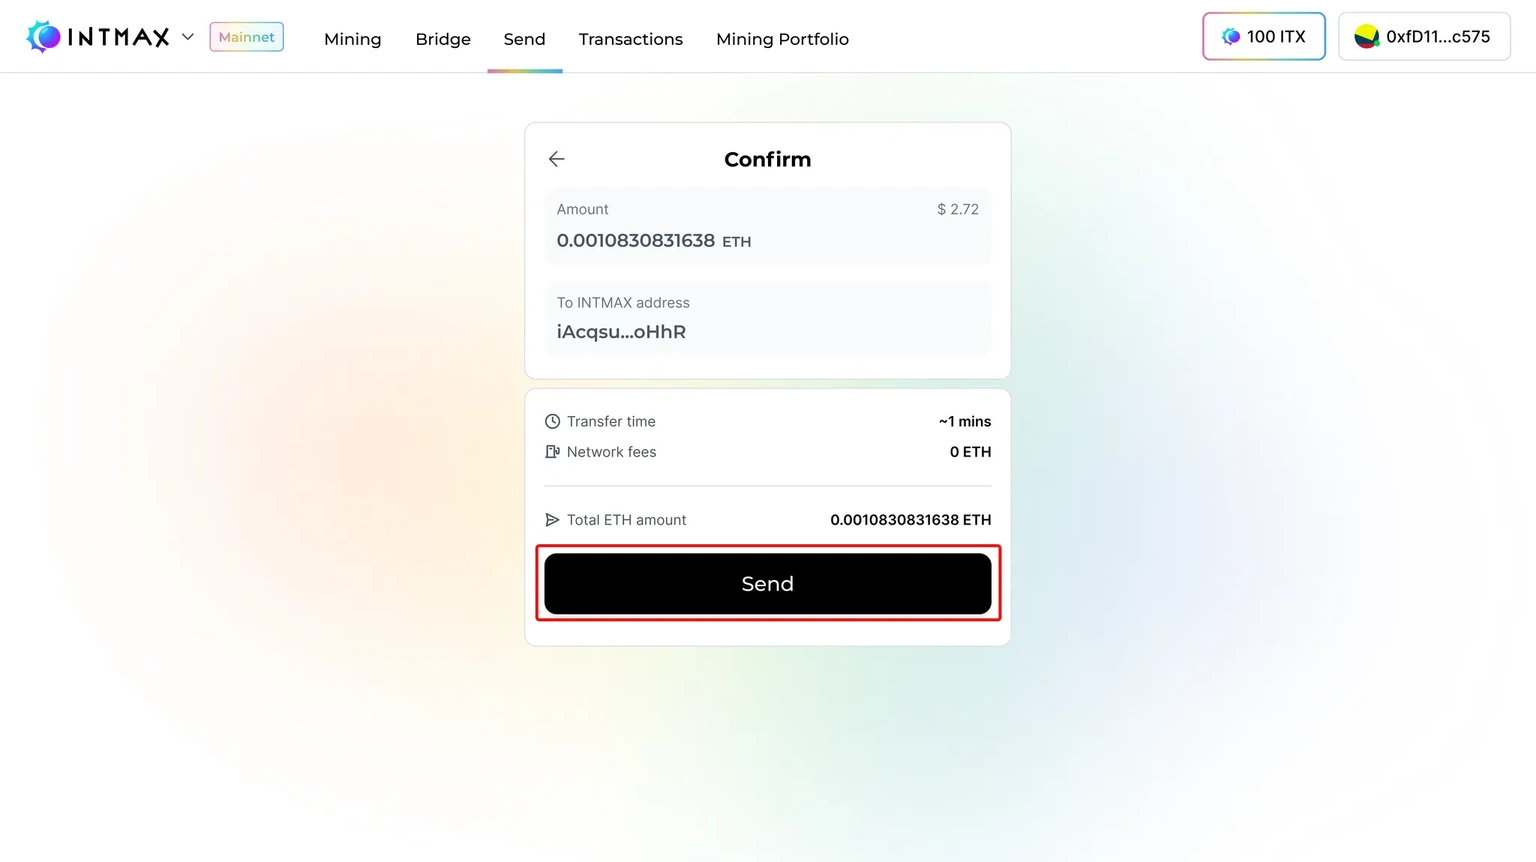 INTMAX Mainnet Mining Bridge Send Transactions Mining Portfolio 100 ITX 0xfD11...c575
Confirm
Amount $ 2.72
0.0010830831638 ETH
To INTMAX address
iAcqsu...oHhR
Transfer time ~1 mins
Network fees 0 ETH
Total ETH amount 0.0010830831638 ETH
Send